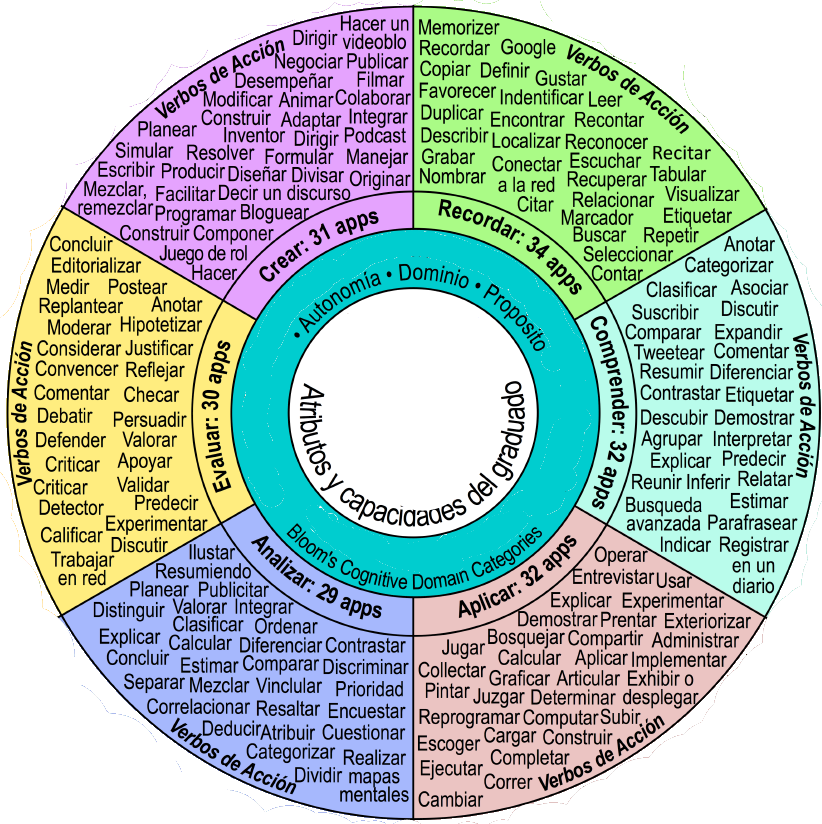 Verbos de Acción
Hacer un
Dirigir videoblo
Negociar Publicar
Desempeñar Filmar
Modificar Animar Colaborar
Construir Adaptar Integrar
Planear Inventor Dirigir Podcast
Simular Resolver Formular Manejar
Escribir Producir Diseñar Divisar Originar
Mezclar, Facilitar Decir un discurso
remezclar Programar Bloguear
Construir Componer
Juego de rol
Hacer
Crear: 31 apps
Verbos de Acción
Memorizer
Recordar Google
Copiar Definir Gustar
Favorecer Indentificar Leer
Duplicar Encontrar Recontar
Describir Localizar Reconocer
Grabar Conectar Escuchar Recitar
Nombrar a la red Recuperar Tabular
Citar Relacionar Visualizar
Marcador Etiquetar
Buscar Repetir
Seleccionar
Contar
Recordar: 34 apps
Verbos de Acción
Anotar
Categorizar
Clasificar Asociar
Suscribir Discutir
Comparar Expandir
Tweetear Comentar
Resumir Diferenciar
Contrastar Etiquetar
Descubir Demostrar
Agrupar Interpretar
Explicar Predecir
Reunir Inferir Relatar
Busqueda Estimar
avanzada Parafrasear
Indicar Registrar
en un
diario
Comprender: 32 apps
Operar
Entrevistar Usar
Explicar Experimentar
Demostrar Prentar Exteriorizar
Jugar Bosquejar Compartir Administrar
Calcular Aplicar Implementar
Collectar Graficar Articular Exhibir o
Pintar Juzgar Determinar desplegar
Reprogramar Computar Subir
Escoger Cargar Construir
Ejecutar Completar
Correr
Cambiar
Verbos de Acción
Aplicar: 32 apps
Ilustar
Resumiendo
Planear Publicitar
Distinguir Valorar Integrar
Clasificar Ordenar
Explicar Calcular Diferenciar Contrastar
Concluir Estimar Comparar Discriminar
Separar Mezclar Vinclular Prioridad
Correlacionar Resaltar Encuestar
Deducir Atribuir Cuestionar
Categorizar Realizar
Dividir mapas
mentales
Verbos de Acción
Analizar: 29 apps
Concluir
Editorializar
Medir Postear
Replantear Anotar
Moderar Hipotetizar
Considerar Justificar
Convencer Reflejar
Comentar Checar
Debatir Persuadir
Defender Valorar
Criticar Apoyar
Criticar Validar
Detector Predecir
Calificar Experimentar
Discutir
Trabajar
en red
Verbos de Acción
Evaluar: 30 apps
• Autonomía • Dominio • Proposito
Atributos y capacidades del graduado
Bloom's Cognitive Domain Categories